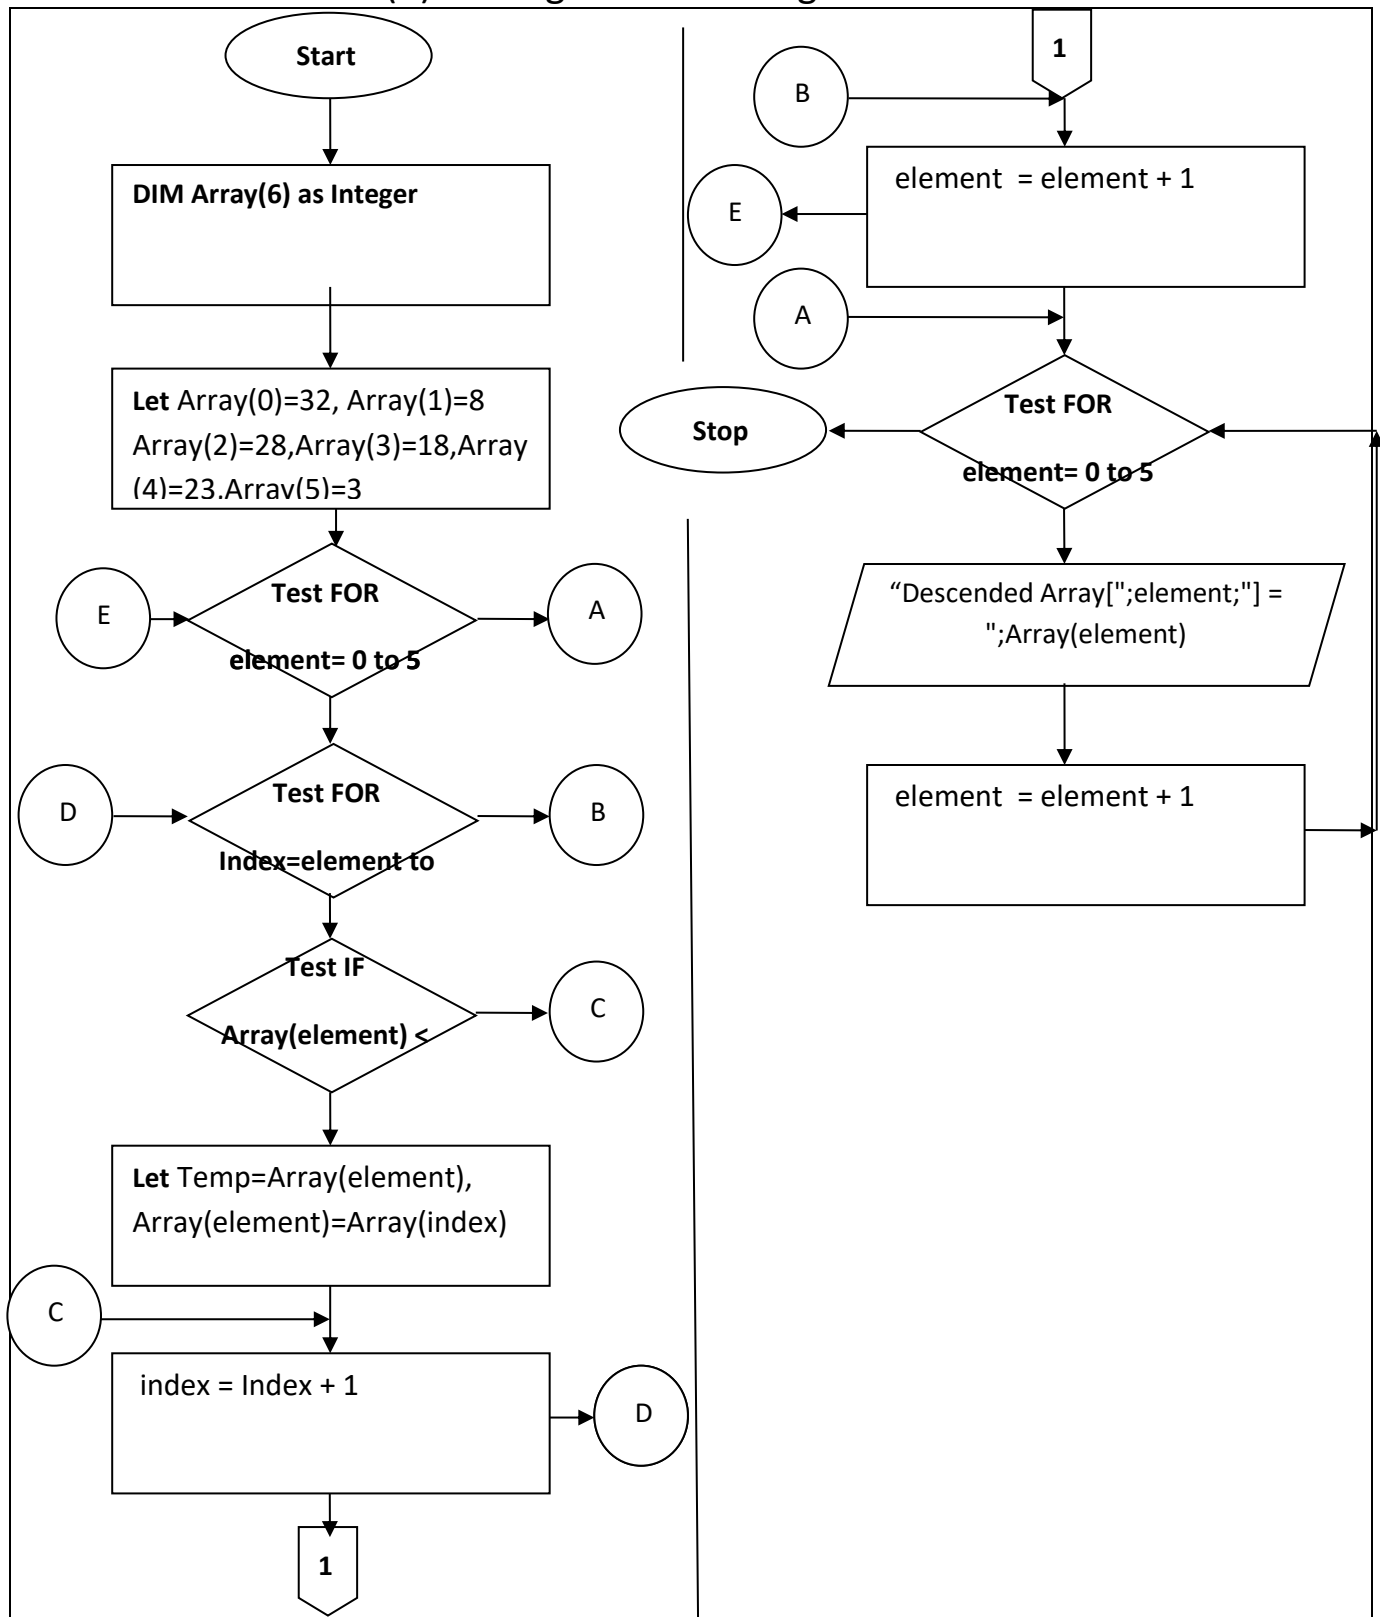 Start
DIM Array(6) as Integer
Let Array(0)=32, Array(1)=8
Array(2)=28,Array(3)=18,Array
(4)=23,Array(5)=3
Test FOR
element= 0 to 5
E
A
Test FOR
Index=element to
D
B
Test IF
Array(element) <
C
Let Temp=Array(element),
Array(element)=Array(index)
C
index = Index + 1
D
1
1
B
element = element + 1
E
A
Test FOR
element= 0 to 5
Stop
“Descended Array[";element;"] =
";Array(element)
element = element + 1